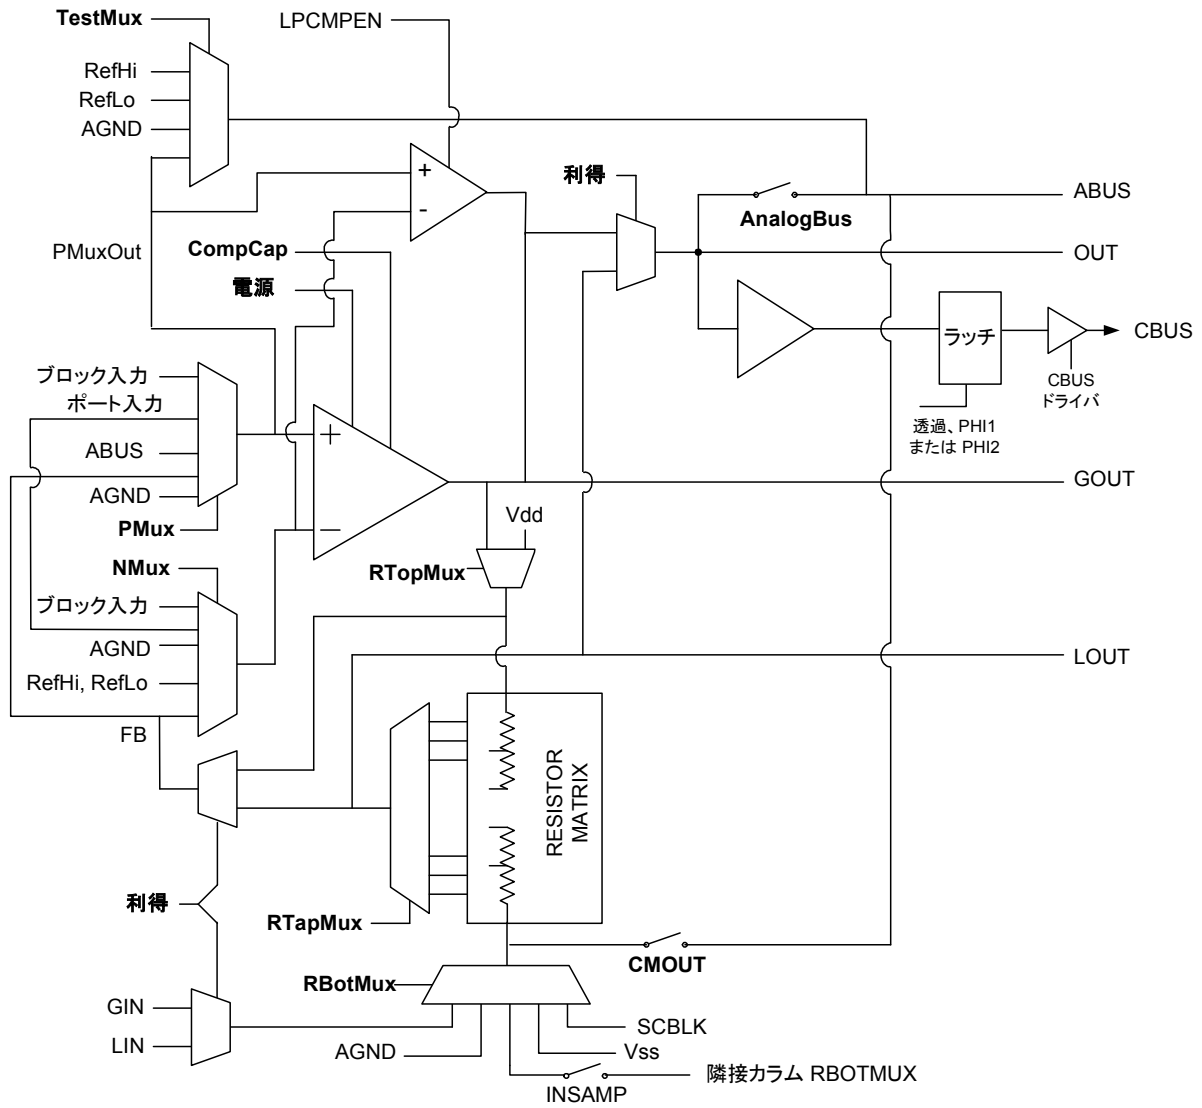 TestMux
LPCMPEN
RefHi
RefLo
AGND
+
-
利得
ABUS
AnalogBus
PMuxOut
CompCap
OUT
電源
ラッチ
CBUS
ブロック入力
ポート入力
CBUS
ドライバ
透過、PHI1
または PHI2
+
ABUS
GOUT
AGND
Vdd
PMux
−
RTopMux
NMux
ブロック入力
AGND
LOUT
RefHi, RefLo
FB
RESISTOR
MATRIX
利得
RTapMux
CMOUT
RBotMux
GIN
SCBLK
LIN
AGND
Vss
隣接カラム RBOTMUX
INSAMP